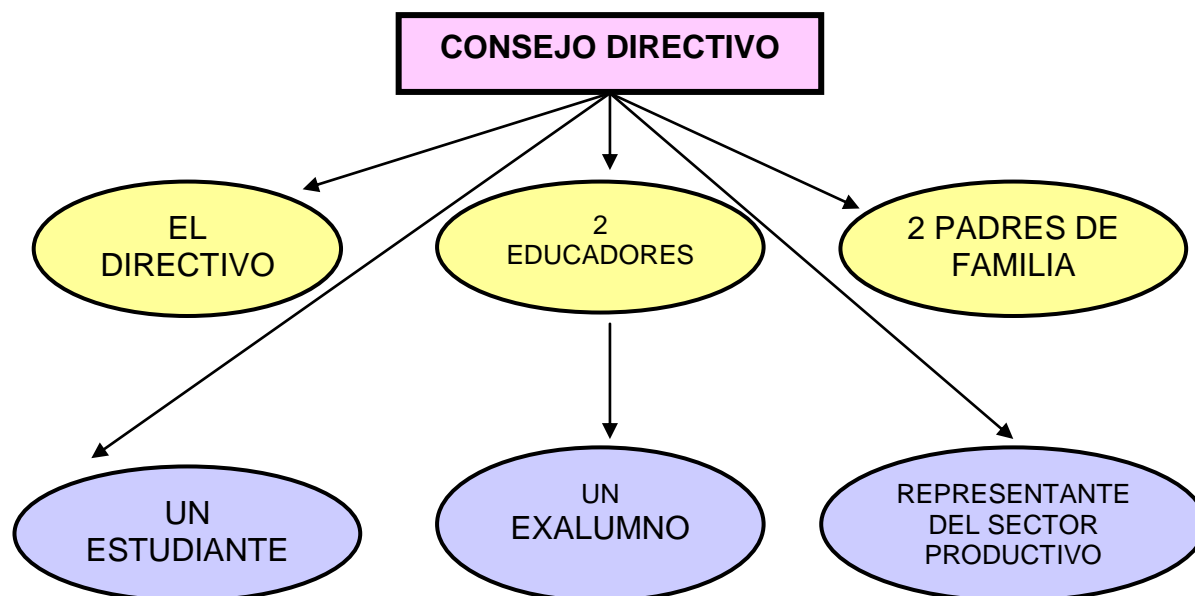 CONSEJO DIRECTIVO
EL
DIRECTIVO
2
EDUCADORES
2 PADRES DE
FAMILIA
UN
ESTUDIANTE
UN
EXALUMNO
REPRESENTANTE
DEL SECTOR
PRODUCTIVO